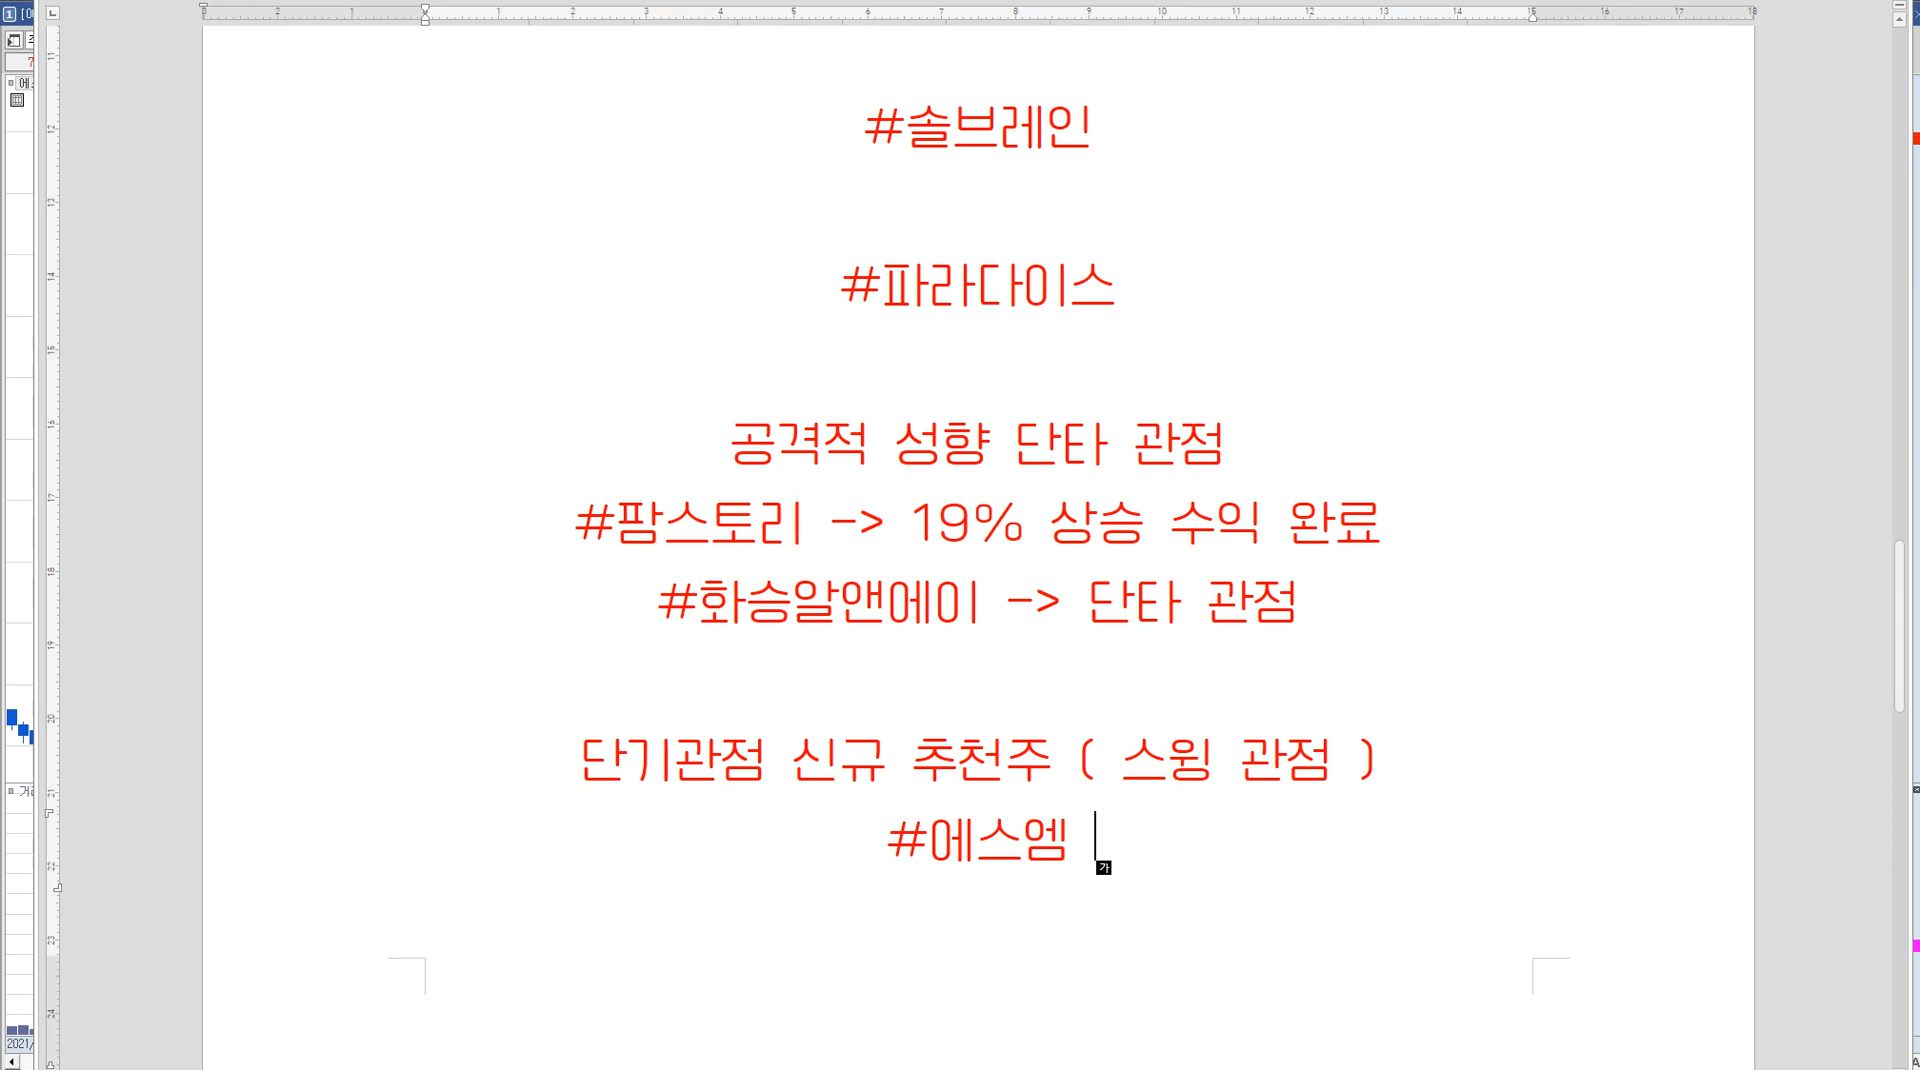 #솔브레인
#파라다이스
공격적 성향 단타 관점
#팜스토리 -> 19% 상승 수익 완료
#화승알앤에이 -> 단타 관점
단기관점 신규 추천주 ( 스윙 관점 )
#에스엠
가
2021/